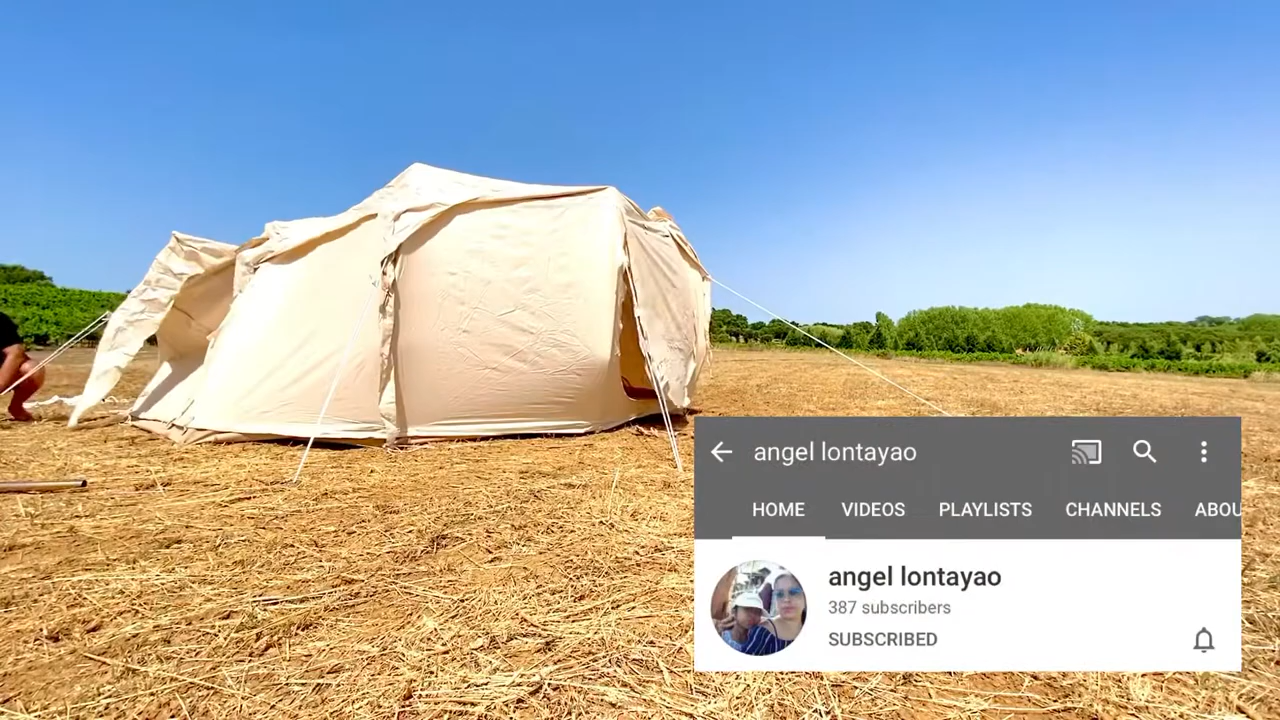 angel lontayao
HOME VIDEOS PLAYLISTS CHANNELS ABOU
angel lontayao
387 subscribers
SUBSCRIBED